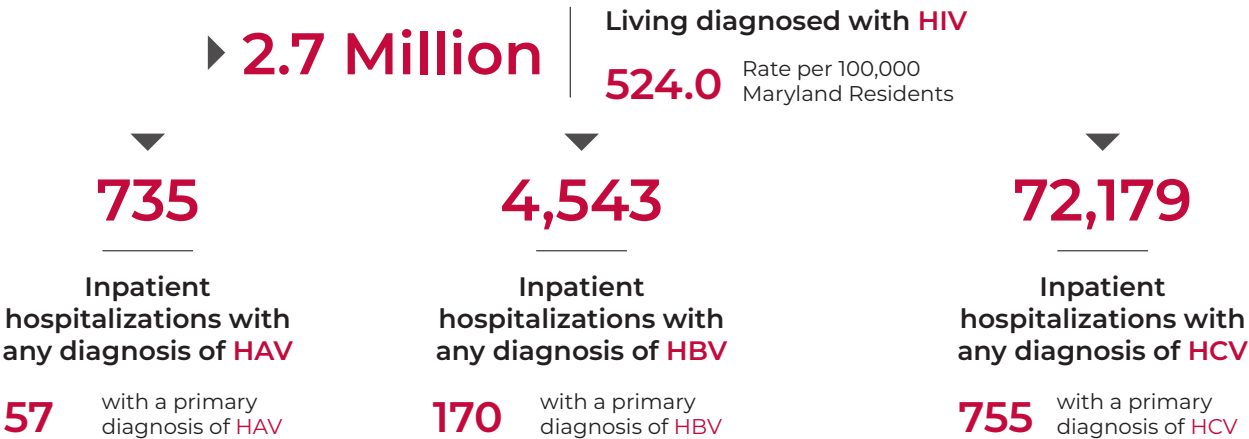 2.7 Million
Living diagnosed with HIV
524.0
Rate per 100,000
Maryland Residents
735
Inpatient
hospitalizations with
any diagnosis of HAV
57
with a primary
diagnosis of HAV
4,543
Inpatient
hospitalizations with
any diagnosis of HBV
170
with a primary
diagnosis of HBV
72,179
Inpatient
hospitalizations with
any diagnosis of HCV
755
with a primary
diagnosis of HCV